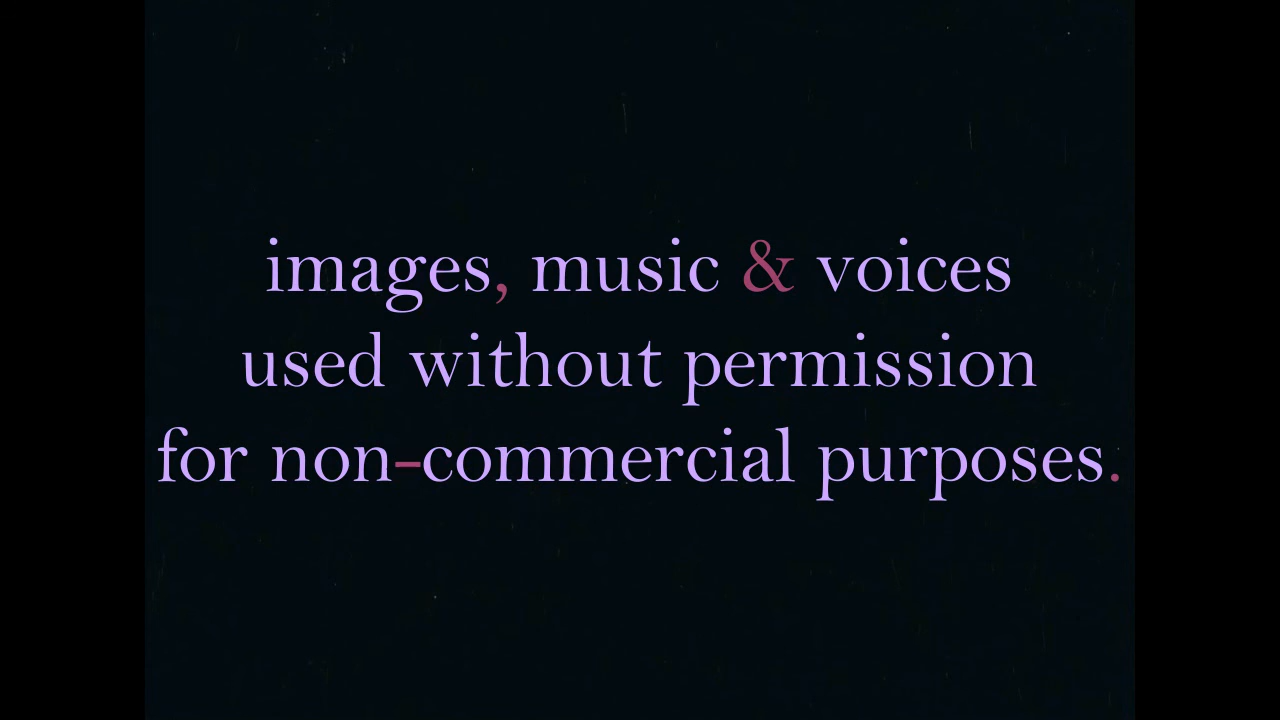 images, music & voices
used without permission
for non-commercial purposes.